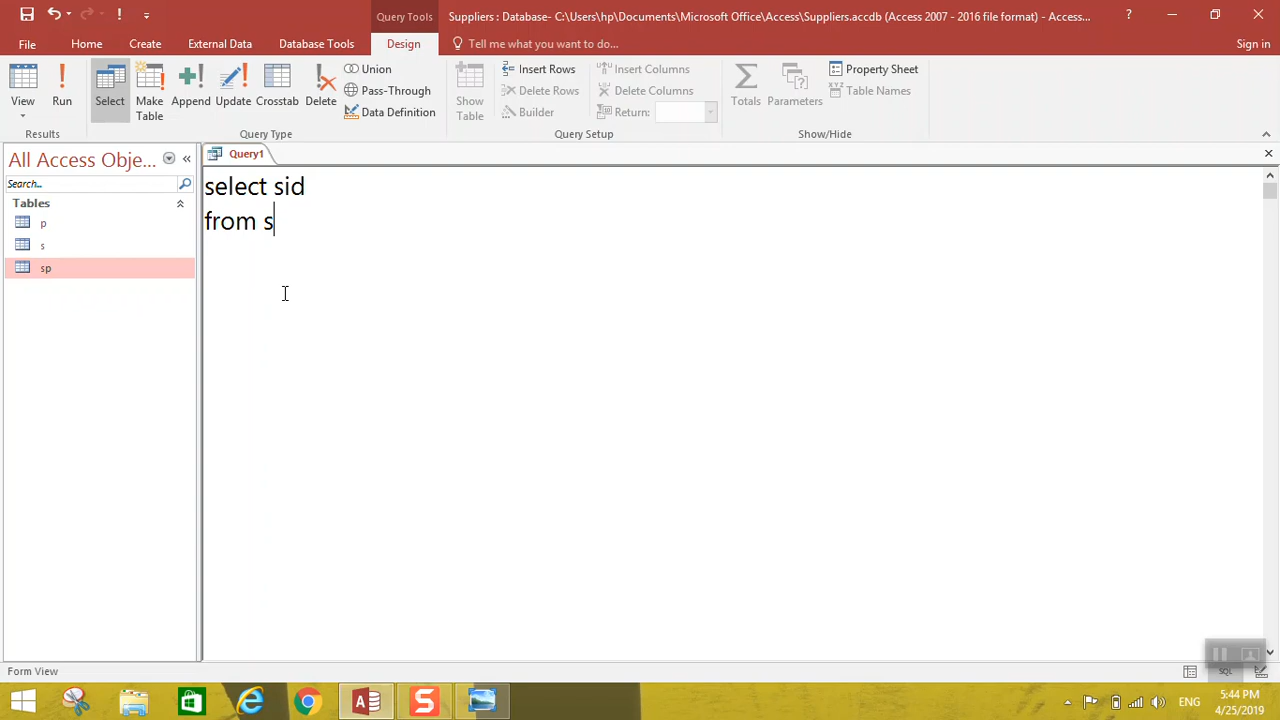 Query Tools
Suppliers : Database- C:\Users\hp\Documents\Microsoft Office\Access\Suppliers.accdb (Access 2007 - 2016 file format) - Access...
?
File Home Create External Data Database Tools Design Tell me what you want to do... Sign in
View
Run
Select
Make Table
Append
Update
Crosstab
Delete
Union
Pass-Through
Data Definition
Show Table
Insert Rows
Delete Rows
Builder
Insert Columns
Delete Columns
Return:
Totals
Parameters
Property Sheet
Table Names
Results
Query Type
Query Setup
Show/Hide
All Access Obje...
Search..
Tables
p
s
sp
Query1
select sid
from s
Form View
SQL
ENG
5:44 PM
4/25/2019